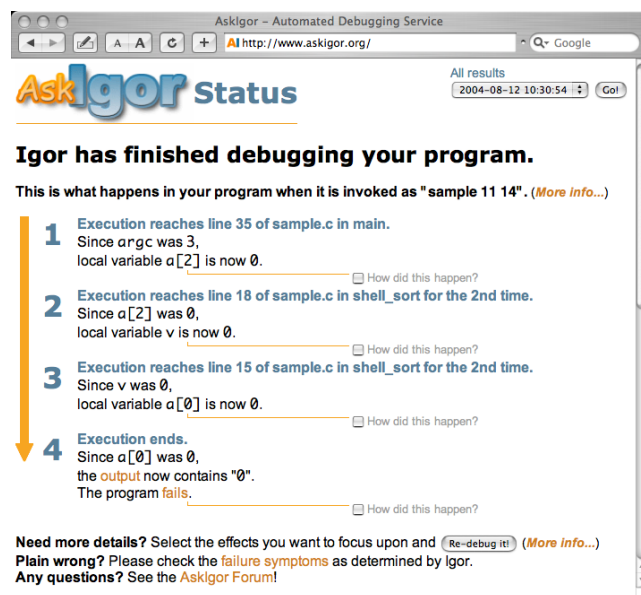 AskIgor – Automated Debugging Service
A A + AI http://www.askigor.org/ Q Google
AskIgor Status
All results
2004-08-12 10:30:54 Go!
Igor has finished debugging your program.
This is what happens in your program when it is invoked as "sample 11 14". (More info...)
1 Execution reaches line 35 of sample.c in main.
Since argc was 3,
local variable a[2] is now 0.
How did this happen?
2 Execution reaches line 18 of sample.c in shell_sort for the 2nd time.
Since a[2] was 0,
local variable v is now 0.
How did this happen?
3 Execution reaches line 15 of sample.c in shell_sort for the 2nd time.
Since v was 0,
local variable a[0] is now 0.
How did this happen?
4 Execution ends.
Since a[0] was 0,
the output now contains "0".
The program fails.
How did this happen?
Need more details? Select the effects you want to focus upon and Re-debug it! (More info...)
Plain wrong? Please check the failure symptoms as determined by Igor.
Any questions? See the AskIgor Forum!